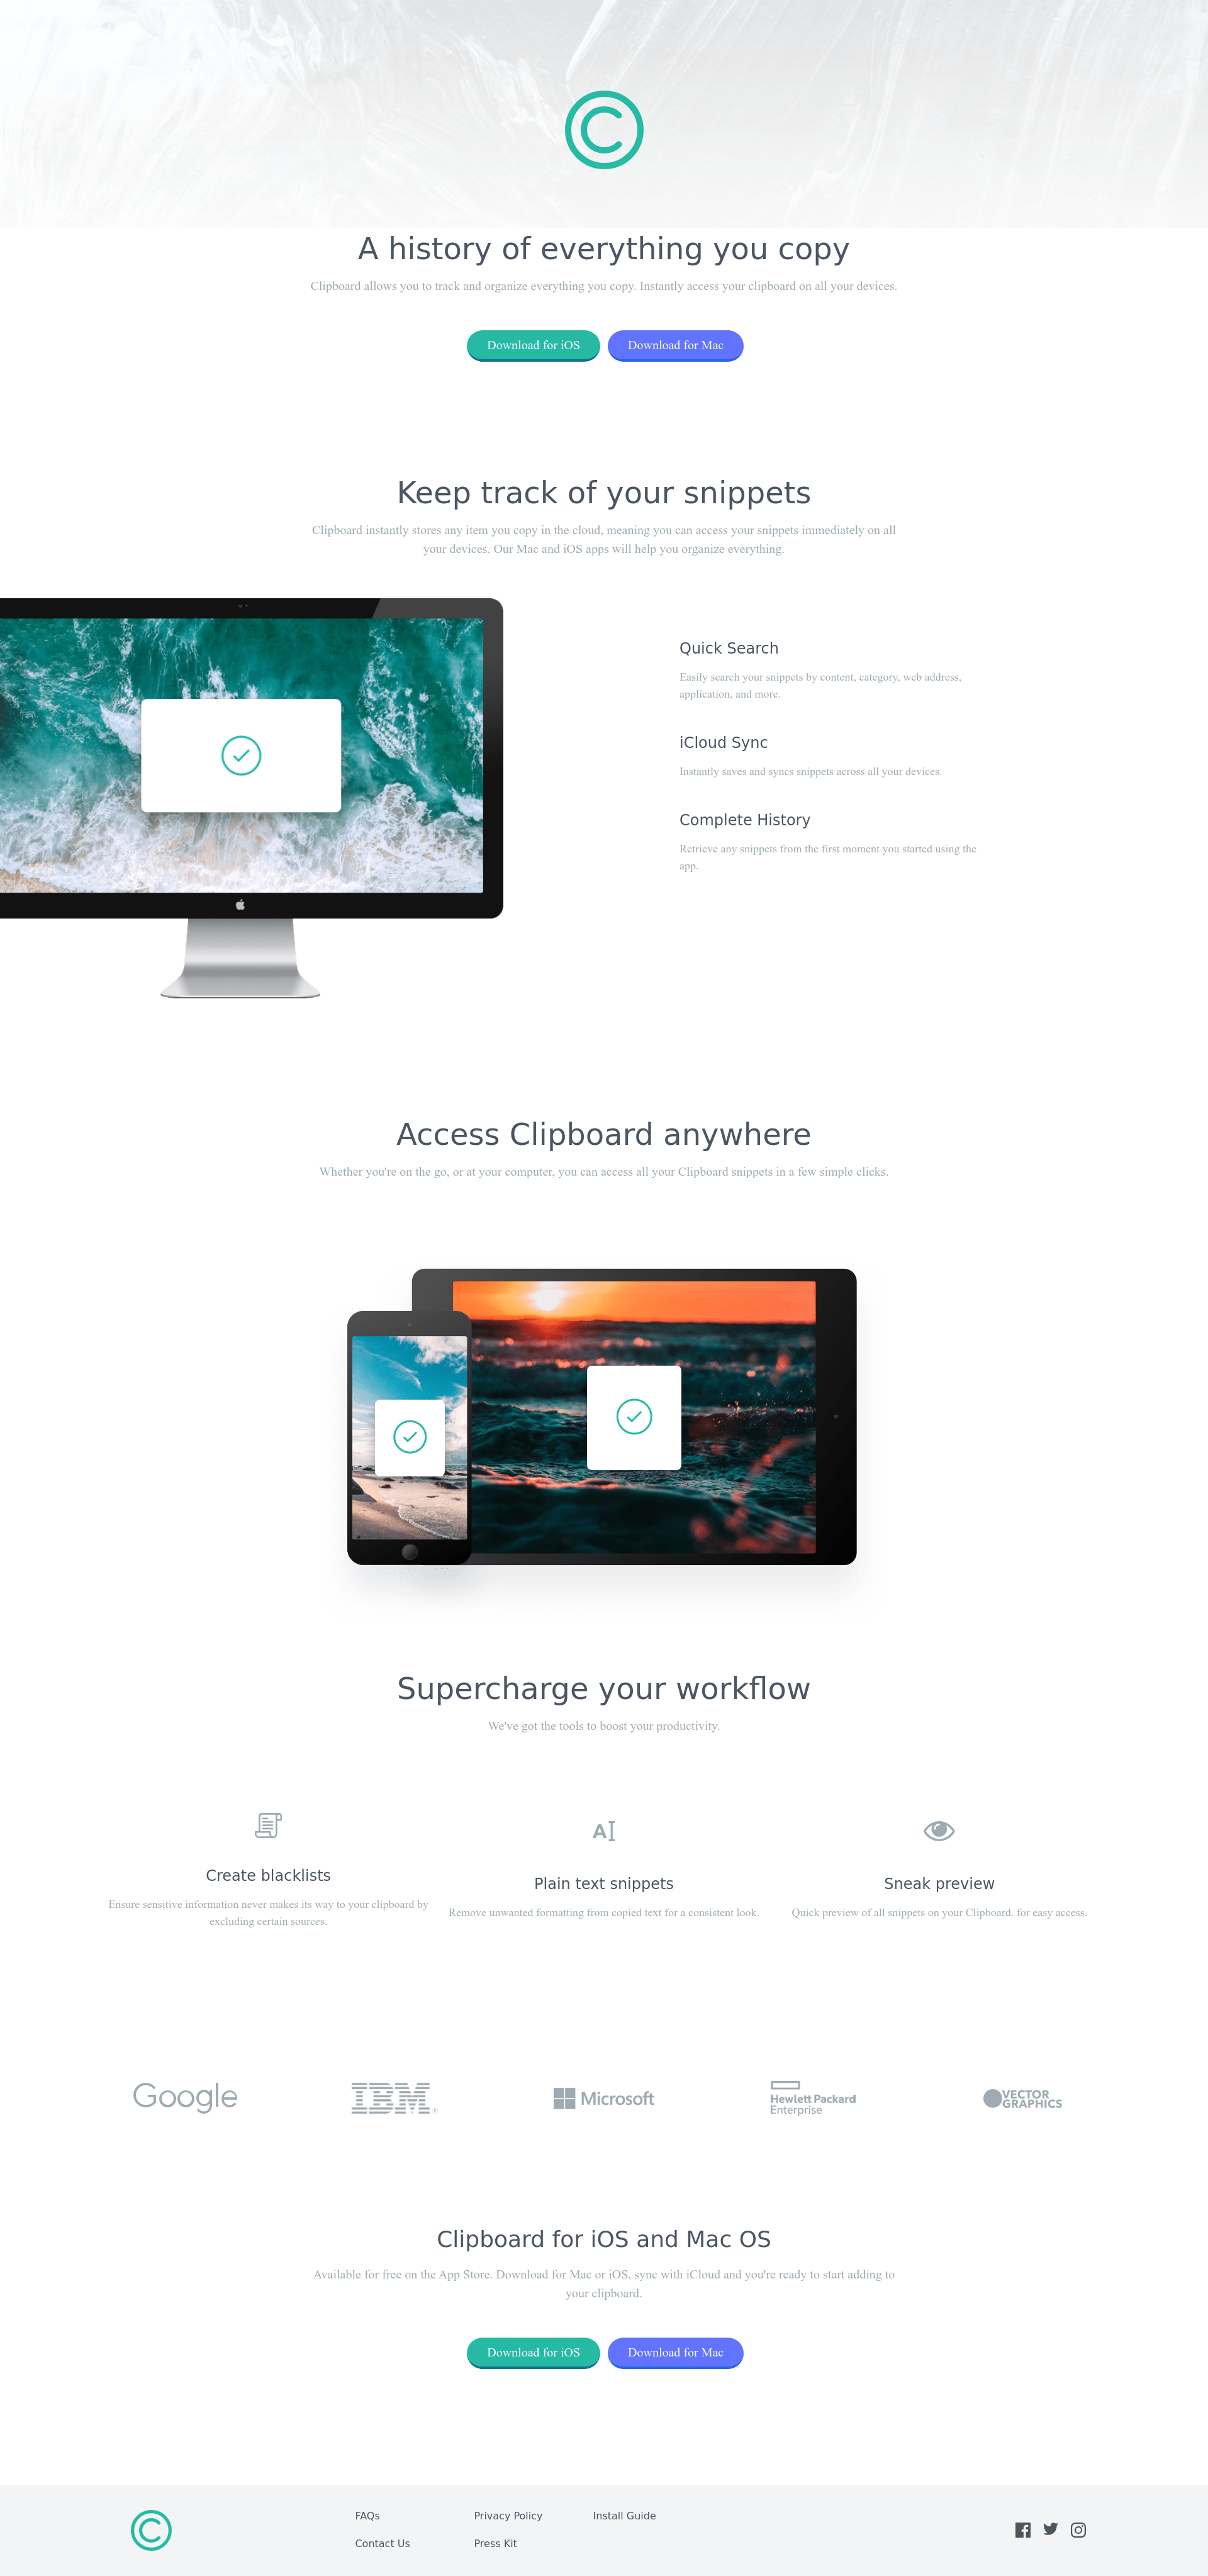 A history of everything you copy
Clipboard allows you to track and organize everything you copy. Instantly access your clipboard on all your devices.
Download for iOS
Download for Mac
Keep track of your snippets
Clipboard instantly stores any item you copy in the cloud, meaning you can access your snippets immediately on all
your devices. Our Mac and iOS apps will help you organize everything.
Quick Search
Easily search your snippets by content, category, web address,
application, and more.
iCloud Sync
Instantly saves and syncs snippets across all your devices.
Complete History
Retrieve any snippets from the first moment you started using the
app.
Access Clipboard anywhere
Whether you're on the go, or at your computer, you can access all your Clipboard snippets in a few simple clicks.
Supercharge your workflow
We've got the tools to boost your productivity.
Create blacklists
Ensure sensitive information never makes its way to your clipboard by
excluding certain sources.
Plain text snippets
Remove unwanted formatting from copied text for a consistent look.
Sneak preview
Quick preview of all snippets on your Clipboard. for easy access.
Google
IBM
Microsoft
Hewlett Packard
Enterprise
VECTOR
GRAPHICS
Clipboard for iOS and Mac OS
Available for free on the App Store. Download for Mac or iOS, sync with iCloud and you're ready to start adding to
your clipboard.
Download for iOS
Download for Mac
FAQs
Contact Us
Privacy Policy
Press Kit
Install Guide